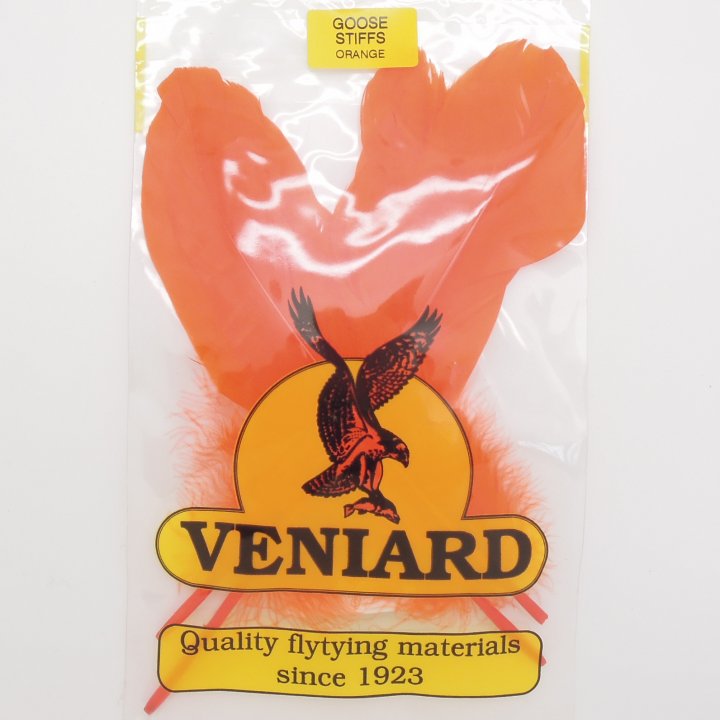 GOOSE
STIFFS
ORANGE
VENIARD
Quality flytying materials
since 1923